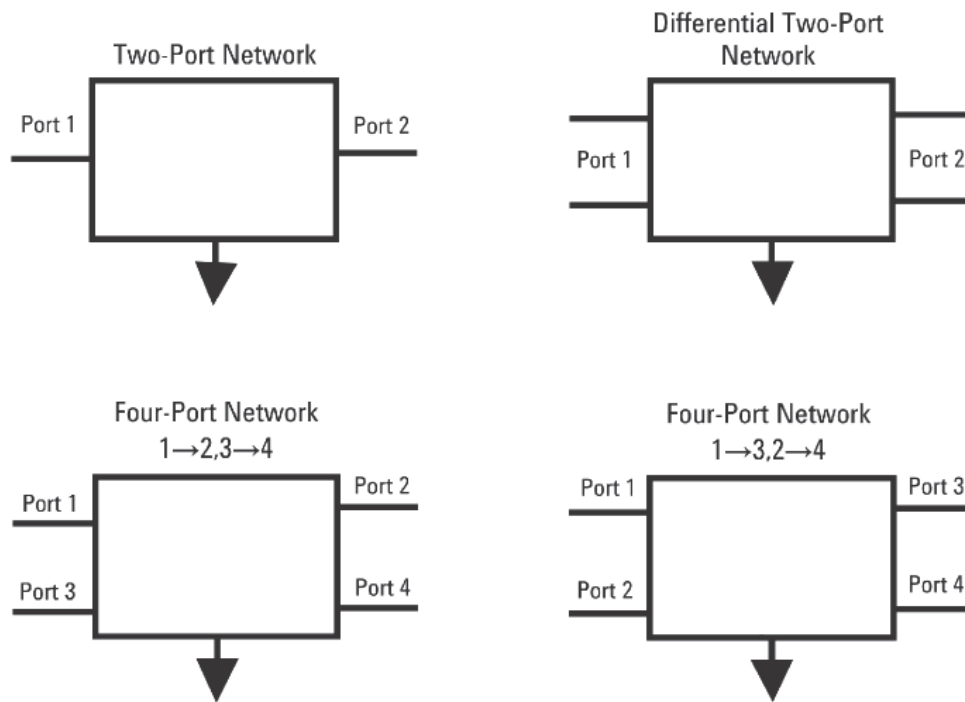 Two-Port Network
Port 1
Port 2
Differential Two-Port
Network
Port 1
Port 2
Four-Port Network
1→2,3→4
Port 1
Port 2
Port 3
Port 4
Four-Port Network
1→3,2→4
Port 1
Port 3
Port 2
Port 4